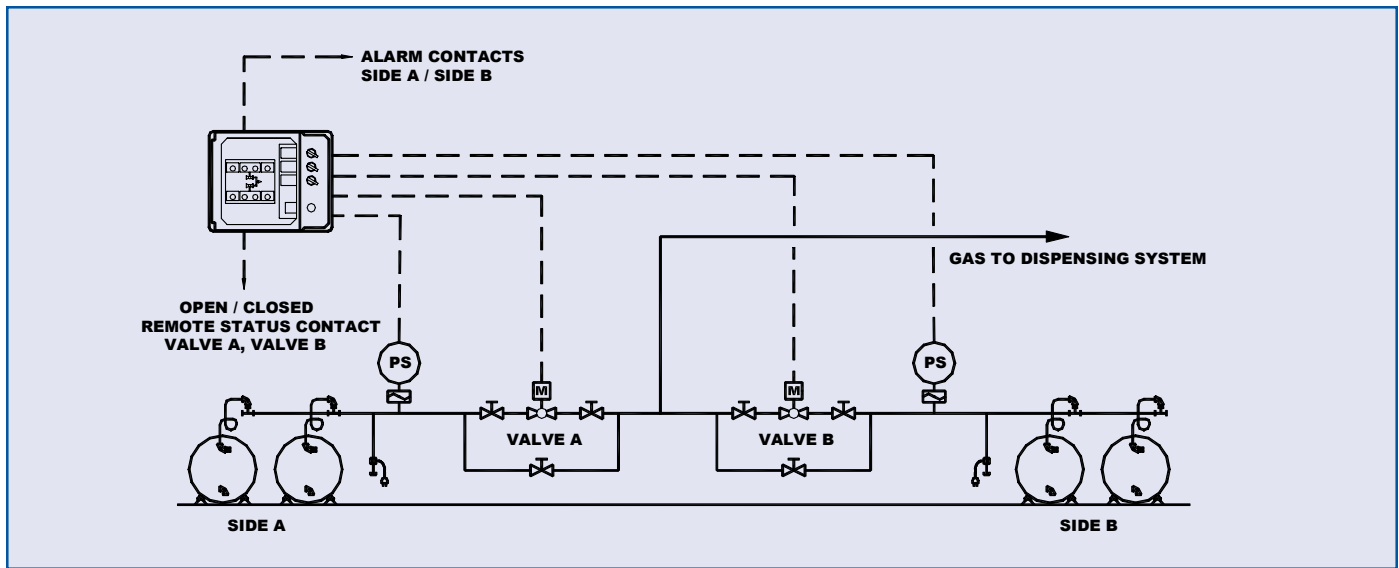 ALARM CONTACTS
SIDE A / SIDE B
GAS TO DISPENSING SYSTEM
OPEN / CLOSED
REMOTE STATUS CONTACT
VALVE A, VALVE B
PS
PS
M
M
VALVE A
VALVE B
SIDE A
SIDE B